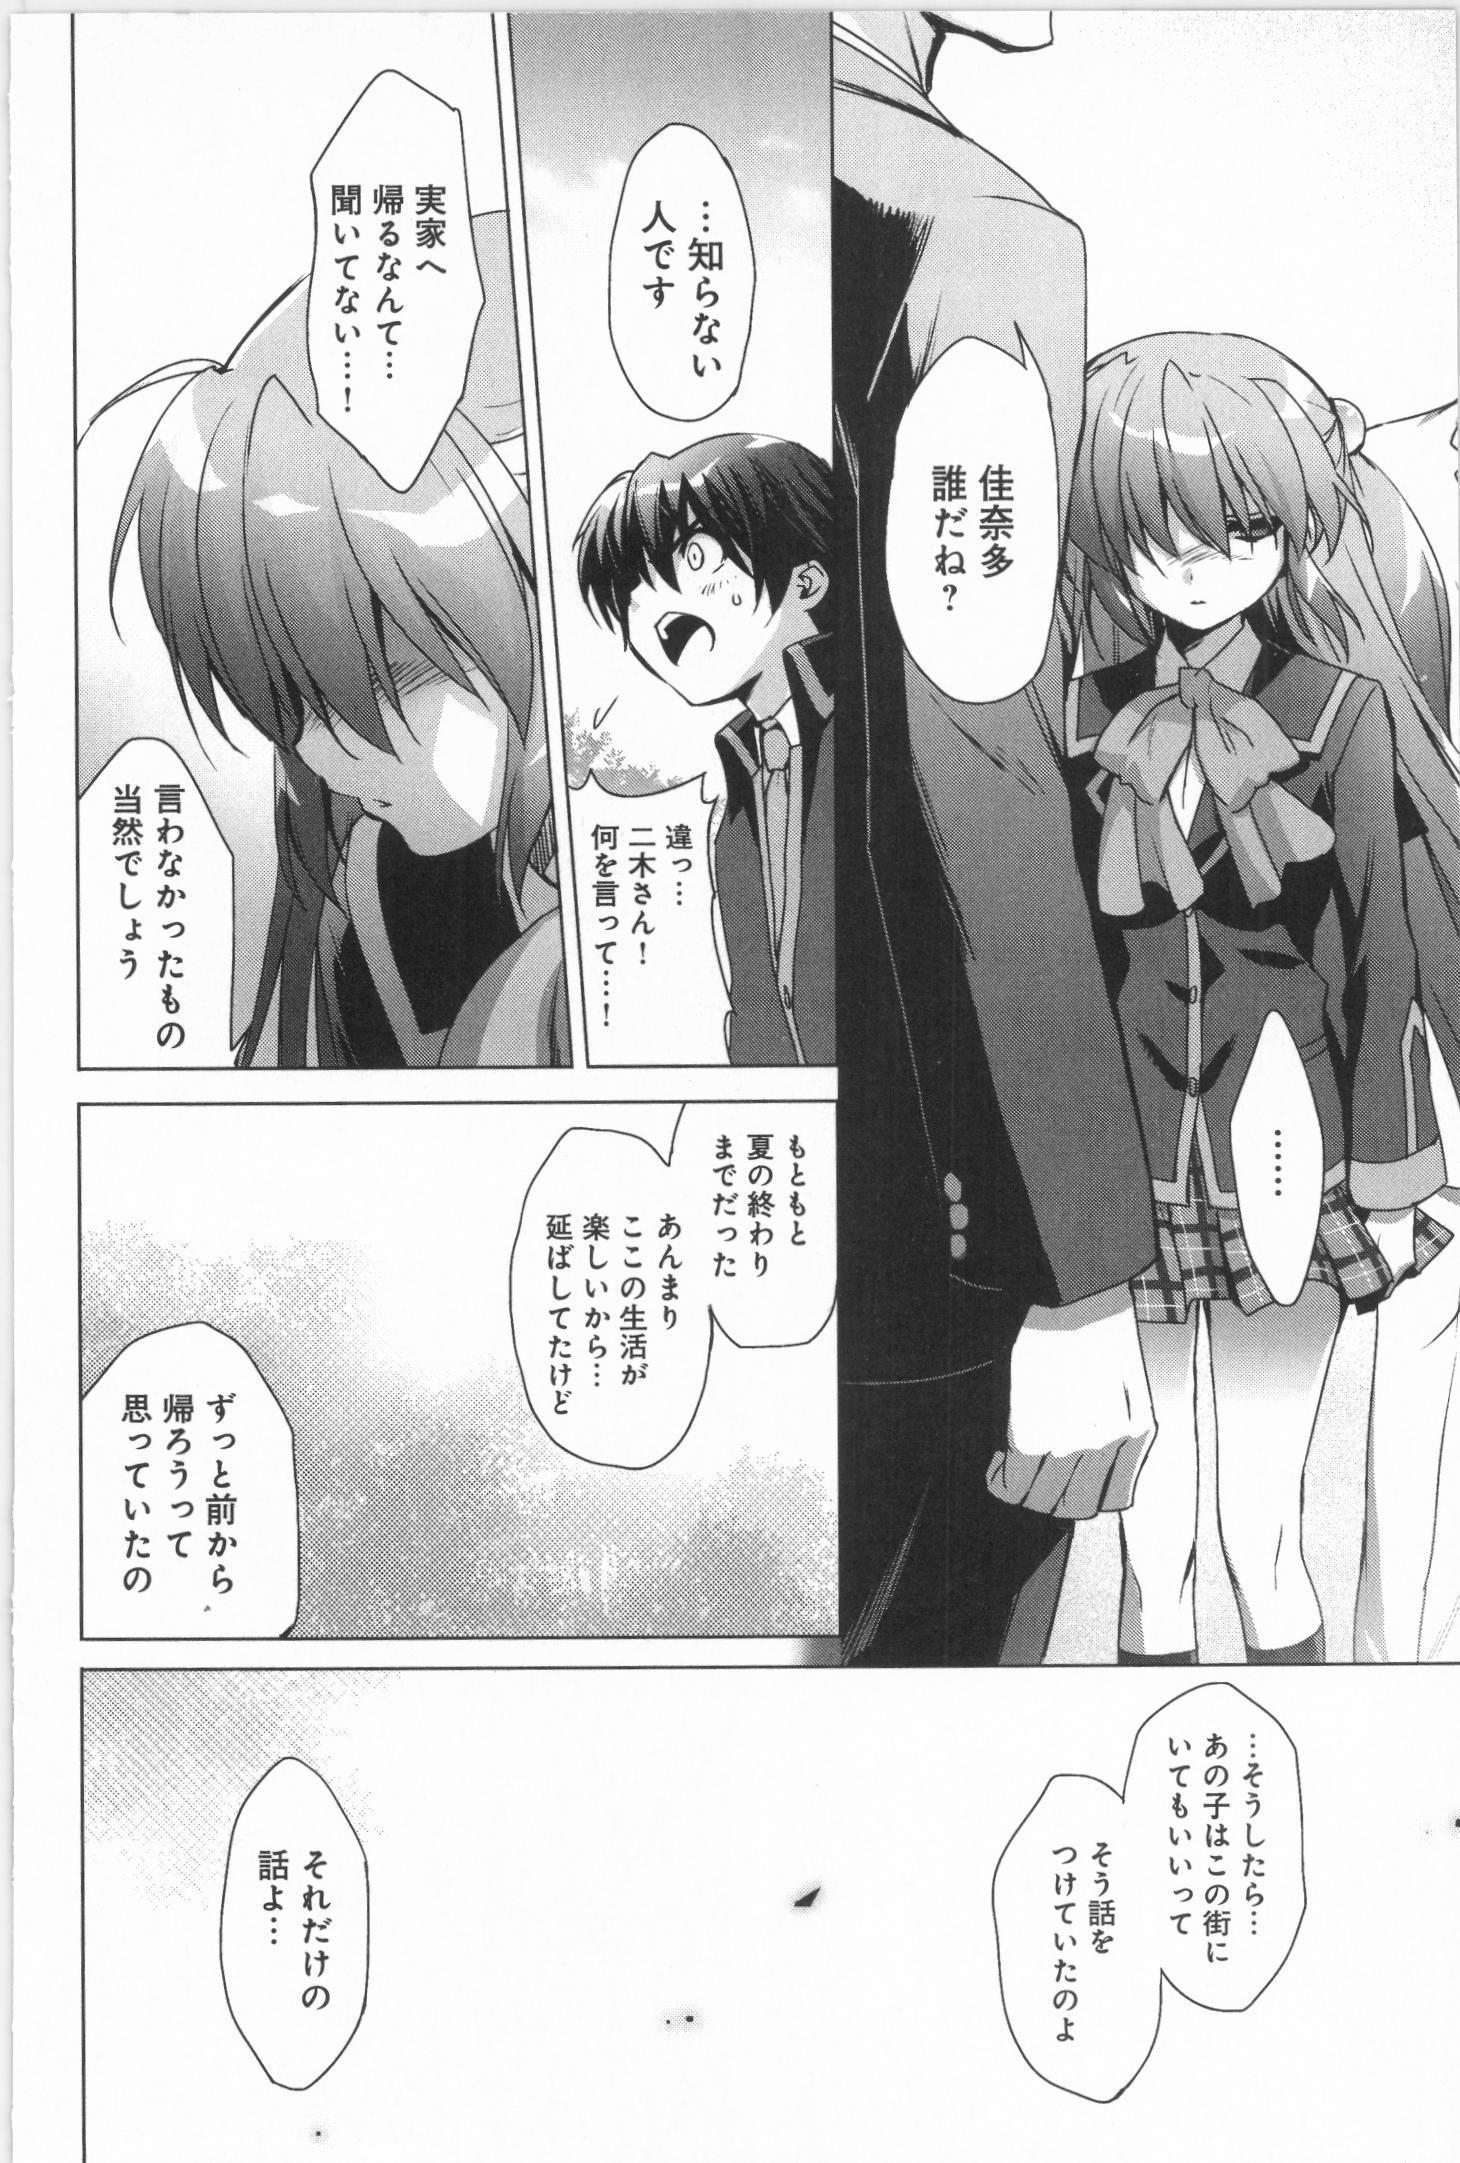 佳奈多
誰だね？
……
…知らない
人です
違っ…
二木さん！
何を言って……！
実家へ
帰るなんて…
聞いてない……！
言わなかったもの
当然でしょう
もともと
夏の終わり
までだった
あんまり
ここの生活が
楽しいから…
延ばしてたけど
ずっと前から
帰ろうって
思っていたの
…そうしたら…
あの子はこの街に
いてもいいって
そう話を
つけていたのよ
それだけの
話よ…